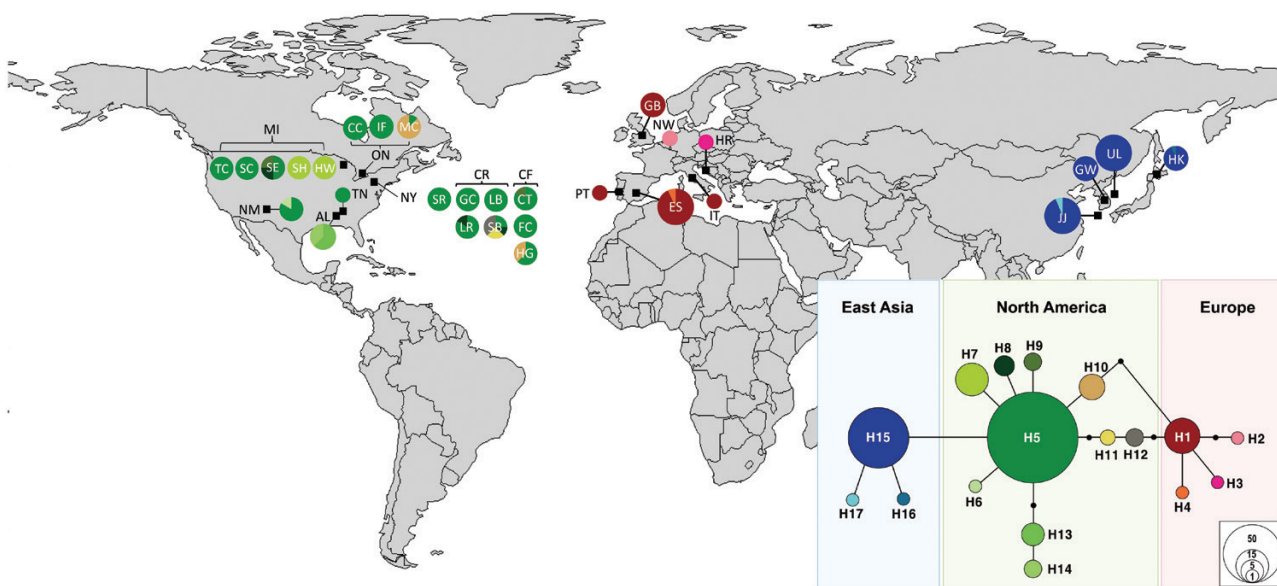 GB
NW
HR
MI
CC IF MC
ON
TC SC SE SH HW
TN
NY
NM
AL
CR CF
SR GC LB CT
LR SB FC
HG
PT
ES
IT
UL
GW
HK
JJ
East Asia North America Europe
H7 H8 H9
H10
H15 H5 H11 H12 H1 H2
H6
H3
H4
H17 H16
H13
H14
50
15
5
1